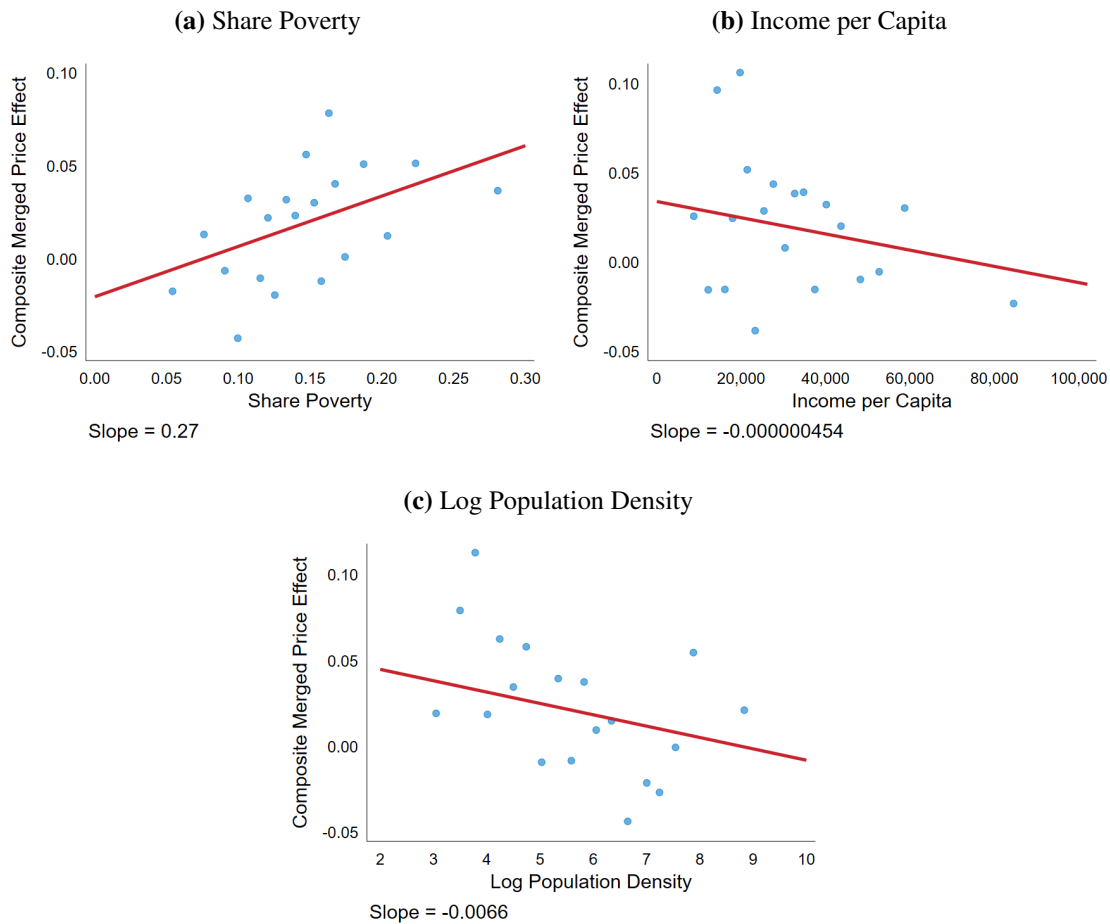 (a) Share Poverty
Composite Merged Price Effect
0.10
0.05
0.00
-0.05
0.00 0.05 0.10 0.15 0.20 0.25 0.30
Share Poverty
Slope = 0.27
(b) Income per Capita
Composite Merged Price Effect
0.10
0.05
0.00
-0.05
0 20,000 40,000 60,000 80,000 100,000
Income per Capita
Slope = -0.000000454
(c) Log Population Density
Composite Merged Price Effect
0.10
0.05
0.00
-0.05
2 3 4 5 6 7 8 9 10
Log Population Density
Slope = -0.0066